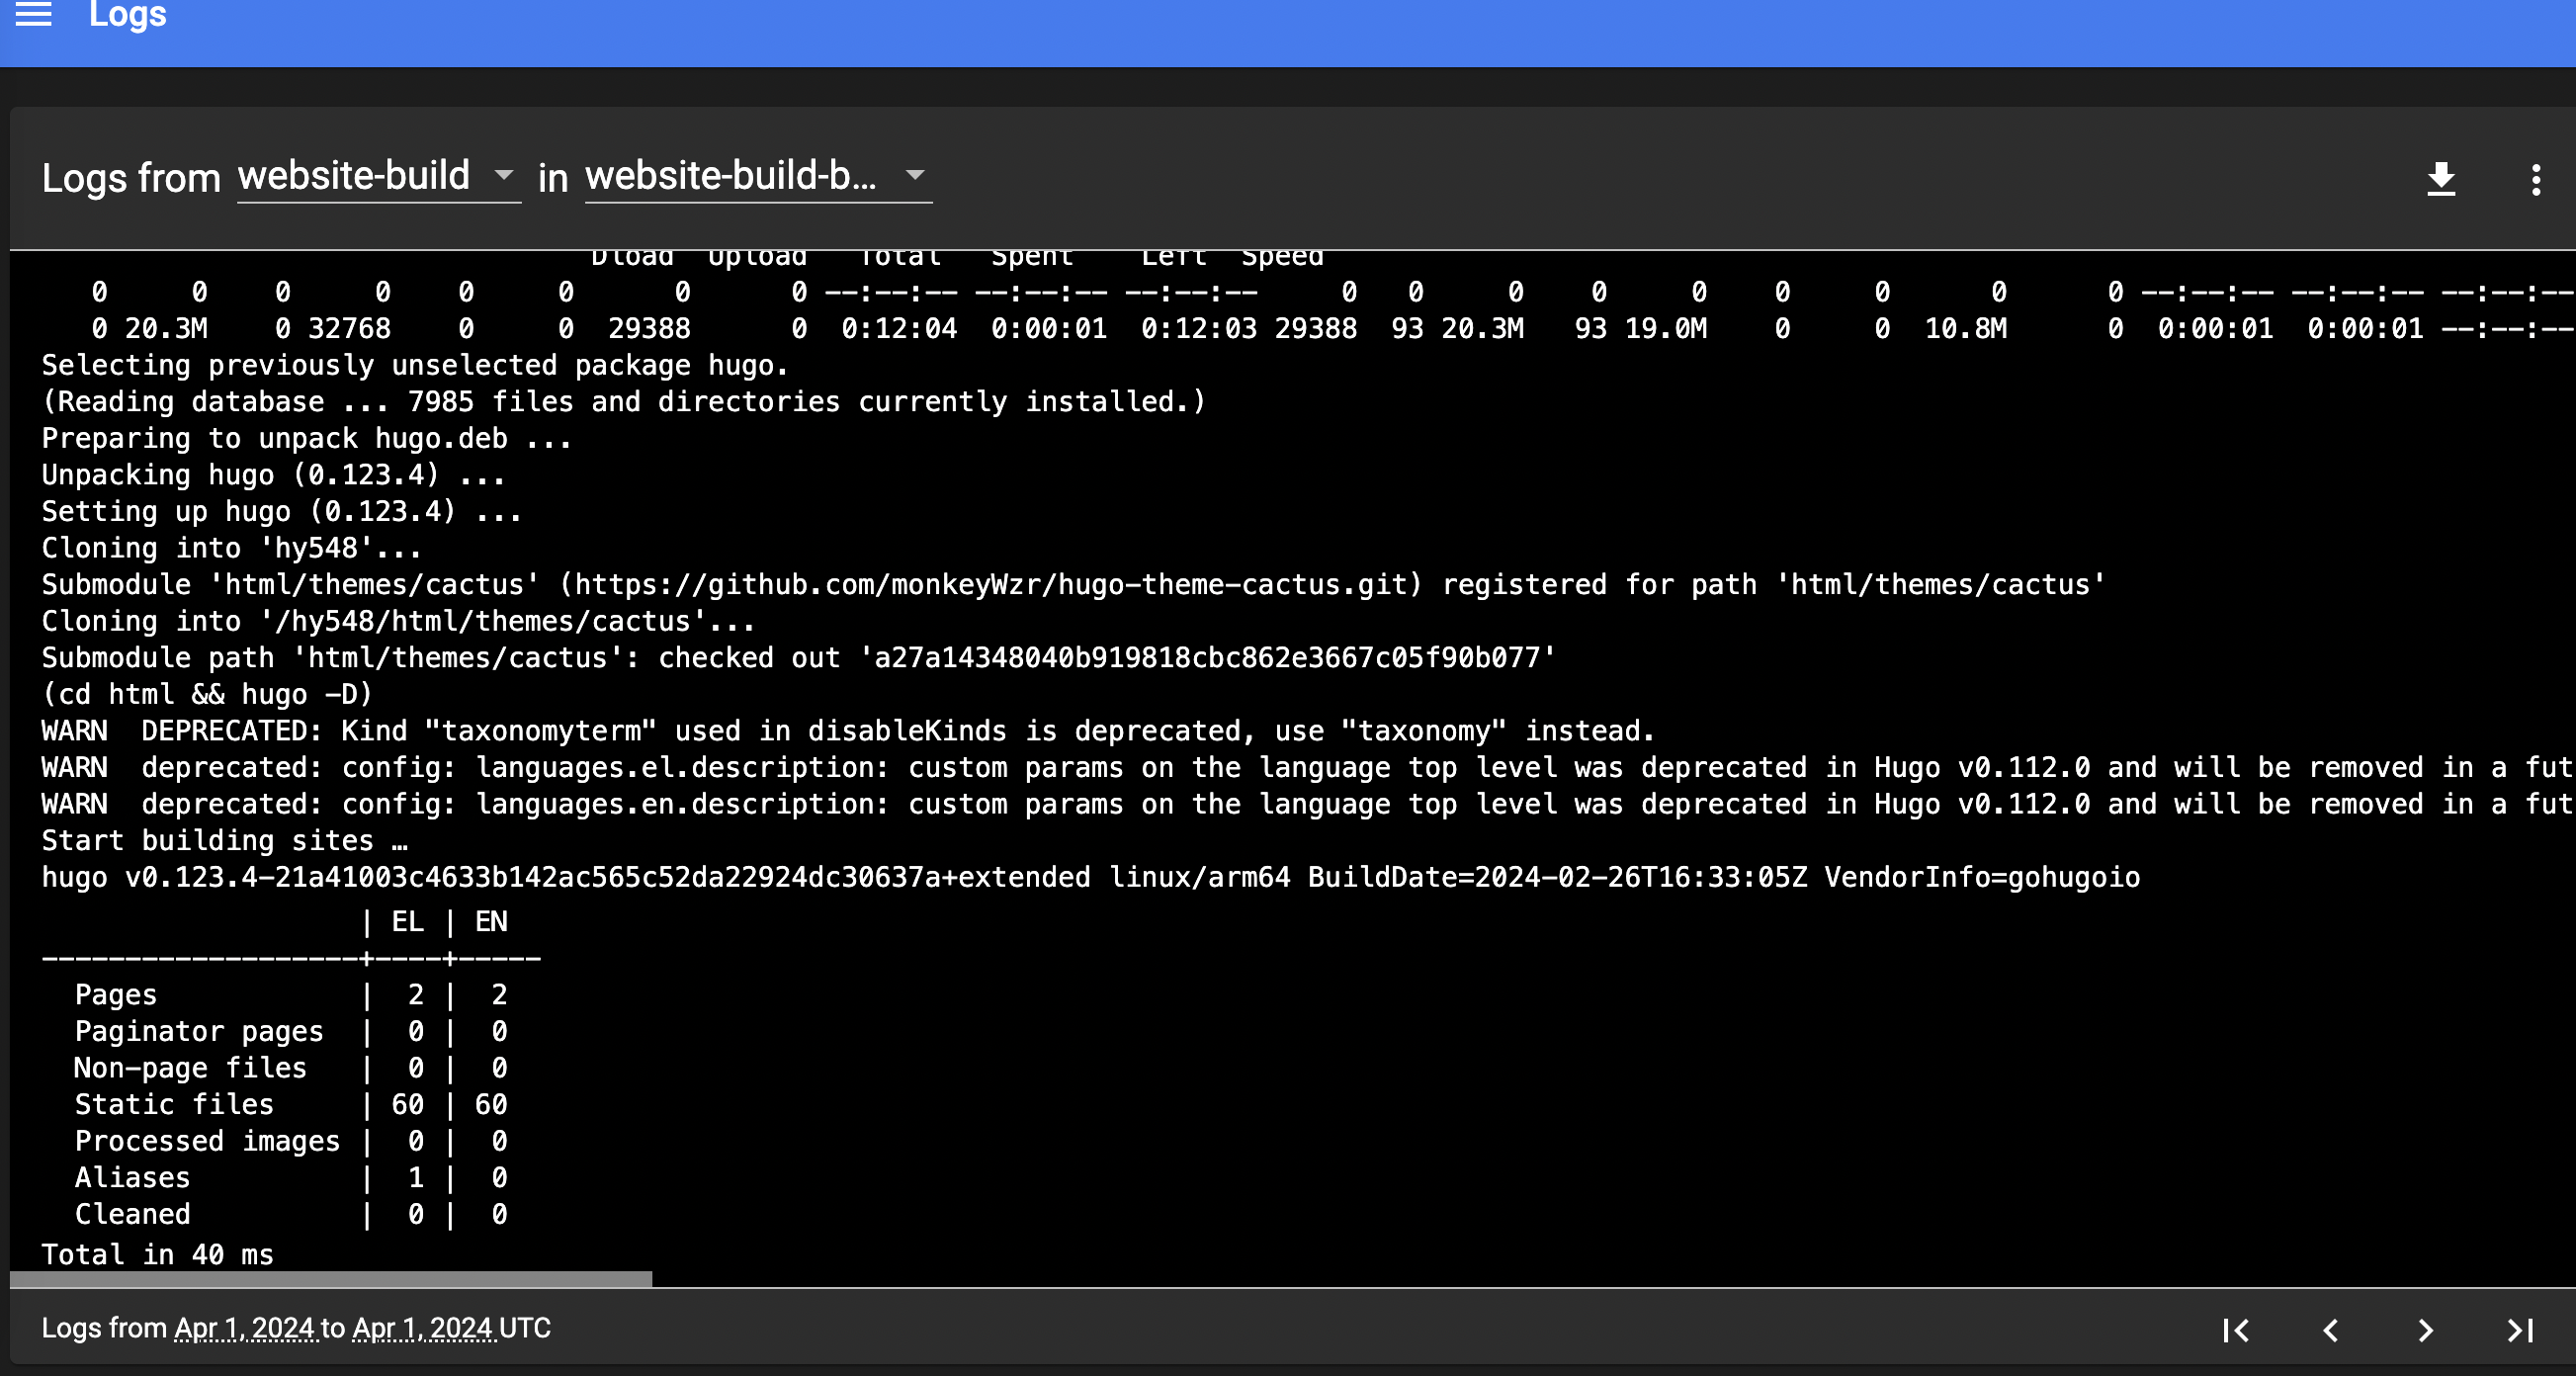 Logs
Logs from website-build in website-build-b...
Dload  Upload   Total   Spent    Left  Speed
0     0    0     0    0     0      0      0 --:--:-- --:--:-- --:--:--     0   0     0    0     0    0     0      0      0 --:--:-- --:--:-- --:--:--
0 20.3M    0 32768    0     0  29388      0  0:12:04  0:00:01  0:12:03 29388  93 20.3M   93 19.0M    0     0  10.8M      0  0:00:01  0:00:01 --:--:--
Selecting previously unselected package hugo.
(Reading database ... 7985 files and directories currently installed.)
Preparing to unpack hugo.deb ...
Unpacking hugo (0.123.4) ...
Setting up hugo (0.123.4) ...
Cloning into 'hy548'...
Submodule 'html/themes/cactus' (https://github.com/monkeyWzr/hugo-theme-cactus.git) registered for path 'html/themes/cactus'
Cloning into '/hy548/html/themes/cactus'...
Submodule path 'html/themes/cactus': checked out 'a27a14348040b919818cbc862e3667c05f90b077'
(cd html && hugo -D)
WARN  DEPRECATED: Kind "taxonomyterm" used in disableKinds is deprecated, use "taxonomy" instead.
WARN  deprecated: config: languages.el.description: custom params on the language top level was deprecated in Hugo v0.112.0 and will be removed in a fut
WARN  deprecated: config: languages.en.description: custom params on the language top level was deprecated in Hugo v0.112.0 and will be removed in a fut
Start building sites …
hugo v0.123.4-21a41003c4633b142ac565c52da22924dc30637a+extended linux/arm64 BuildDate=2024-02-26T16:33:05Z VendorInfo=gohugoio
                   | EL | EN
-------------------+----+-----
  Pages            |  2 |  2
  Paginator pages  |  0 |  0
  Non-page files   |  0 |  0
  Static files     | 60 | 60
  Processed images |  0 |  0
  Aliases          |  1 |  0
  Cleaned          |  0 |  0
Total in 40 ms
Logs from Apr 1, 2024 to Apr 1, 2024 UTC